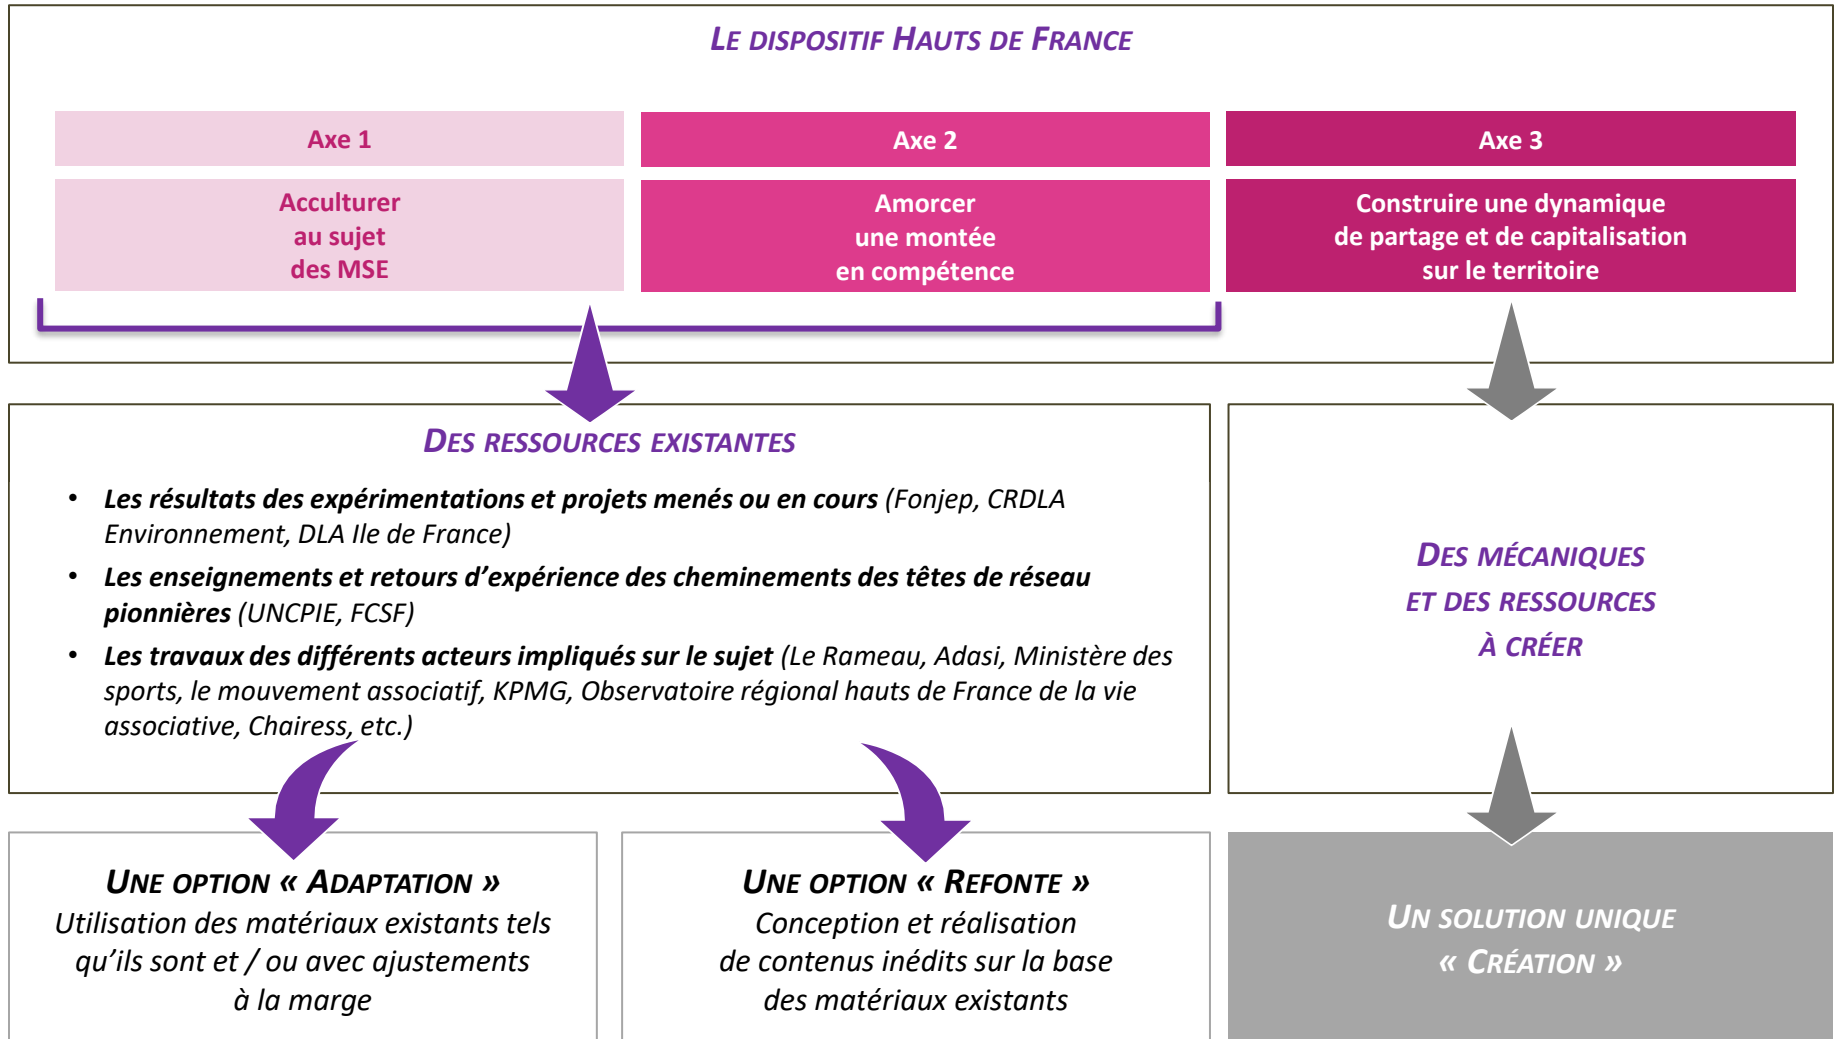 LE DISPOSITIF HAUTS DE FRANCE
Axe 1
Axe 2
Axe 3
Acculturer
au sujet
des MSE
Amorcer
une montée
en compétence
Construire une dynamique
de partage et de capitalisation
sur le territoire
DES RESSOURCES EXISTANTES
• Les résultats des expérimentations et projets menés ou en cours (Fonjep, CRDLA
Environnement, DLA Ile de France)
• Les enseignements et retours d’expérience des cheminements des têtes de réseau
pionnières (UNCPIE, FCSF)
• Les travaux des différents acteurs impliqués sur le sujet (Le Rameau, Adasi, Ministère des
sports, le mouvement associatif, KPMG, Observatoire régional hauts de France de la vie
associative, Chairess, etc.)
DES MÉCANIQUES
ET DES RESSOURCES
À CRÉER
UNE OPTION « ADAPTATION »
Utilisation des matériaux existants tels
qu’ils sont et / ou avec ajustements
à la marge
UNE OPTION « REFONTE »
Conception et réalisation
de contenus inédits sur la base
des matériaux existants
UN SOLUTION UNIQUE
« CRÉATION »